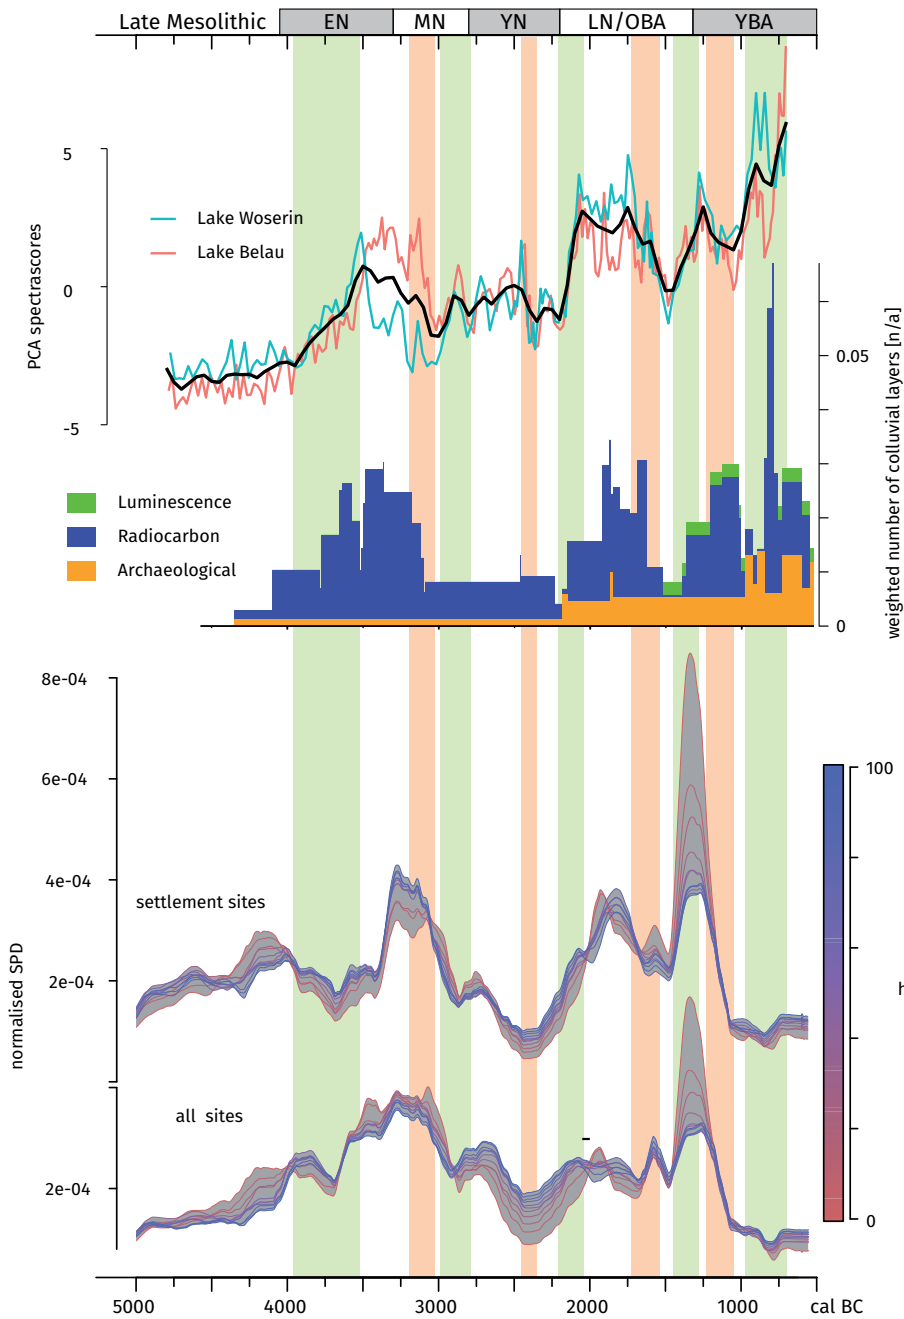 Late Mesolithic EN MN YN LN/OBA YBA
PCA spectrascores
5
0
-5
Lake Woserin
Lake Belau
weighted number of colluvial layers [n/a]
0.05
0
Luminescence
Radiocarbon
Archaeological
normalised SPD
8e-04
6e-04
4e-04
2e-04
settlement sites
all sites
2e-04
100
h
0
5000 4000 3000 2000 1000 cal BC